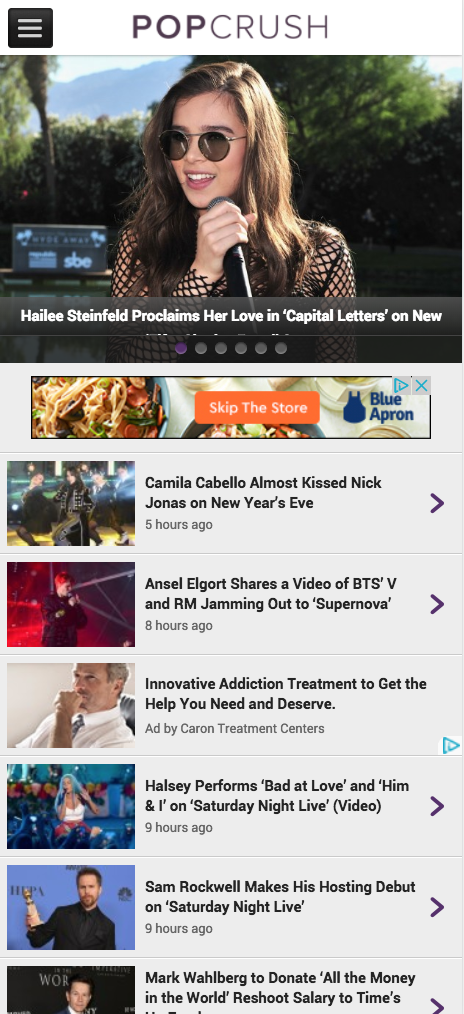 POPCRUSH
HYDE AWAY
republic
sbe
Hailee Steinfeld Proclaims Her Love in ‘Capital Letters’ on New
Skip The Store
Blue
Apron
Camila Cabello Almost Kissed Nick
Jonas on New Year’s Eve
5 hours ago
Ansel Elgort Shares a Video of BTS’ V
and RM Jamming Out to ‘Supernova’
8 hours ago
Innovative Addiction Treatment to Get the
Help You Need and Deserve.
Ad by Caron Treatment Centers
Halsey Performs ‘Bad at Love’ and ‘Him
& I’ on ‘Saturday Night Live’ (Video)
9 hours ago
Sam Rockwell Makes His Hosting Debut
on ‘Saturday Night Live’
9 hours ago
Mark Wahlberg to Donate ‘All the Money
in the World’ Reshoot Salary to Time’s